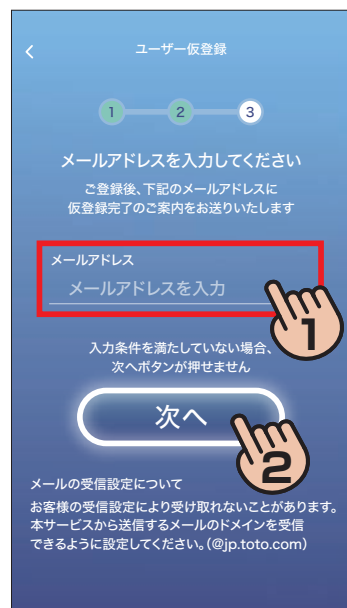 ユーザー仮登録
1 2 3
メールアドレスを入力してください
ご登録後、下記のメールアドレスに
仮登録完了のご案内をお送りいたします
メールアドレス
メールアドレスを入力
1
入力条件を満たしていない場合、
次へボタンが押せません
次へ
2
メールの受信設定について
お客様の受信設定により受け取れないことがあります。
本サービスから送信するメールのドメインを受信
できるように設定してください。(@jp.toto.com)